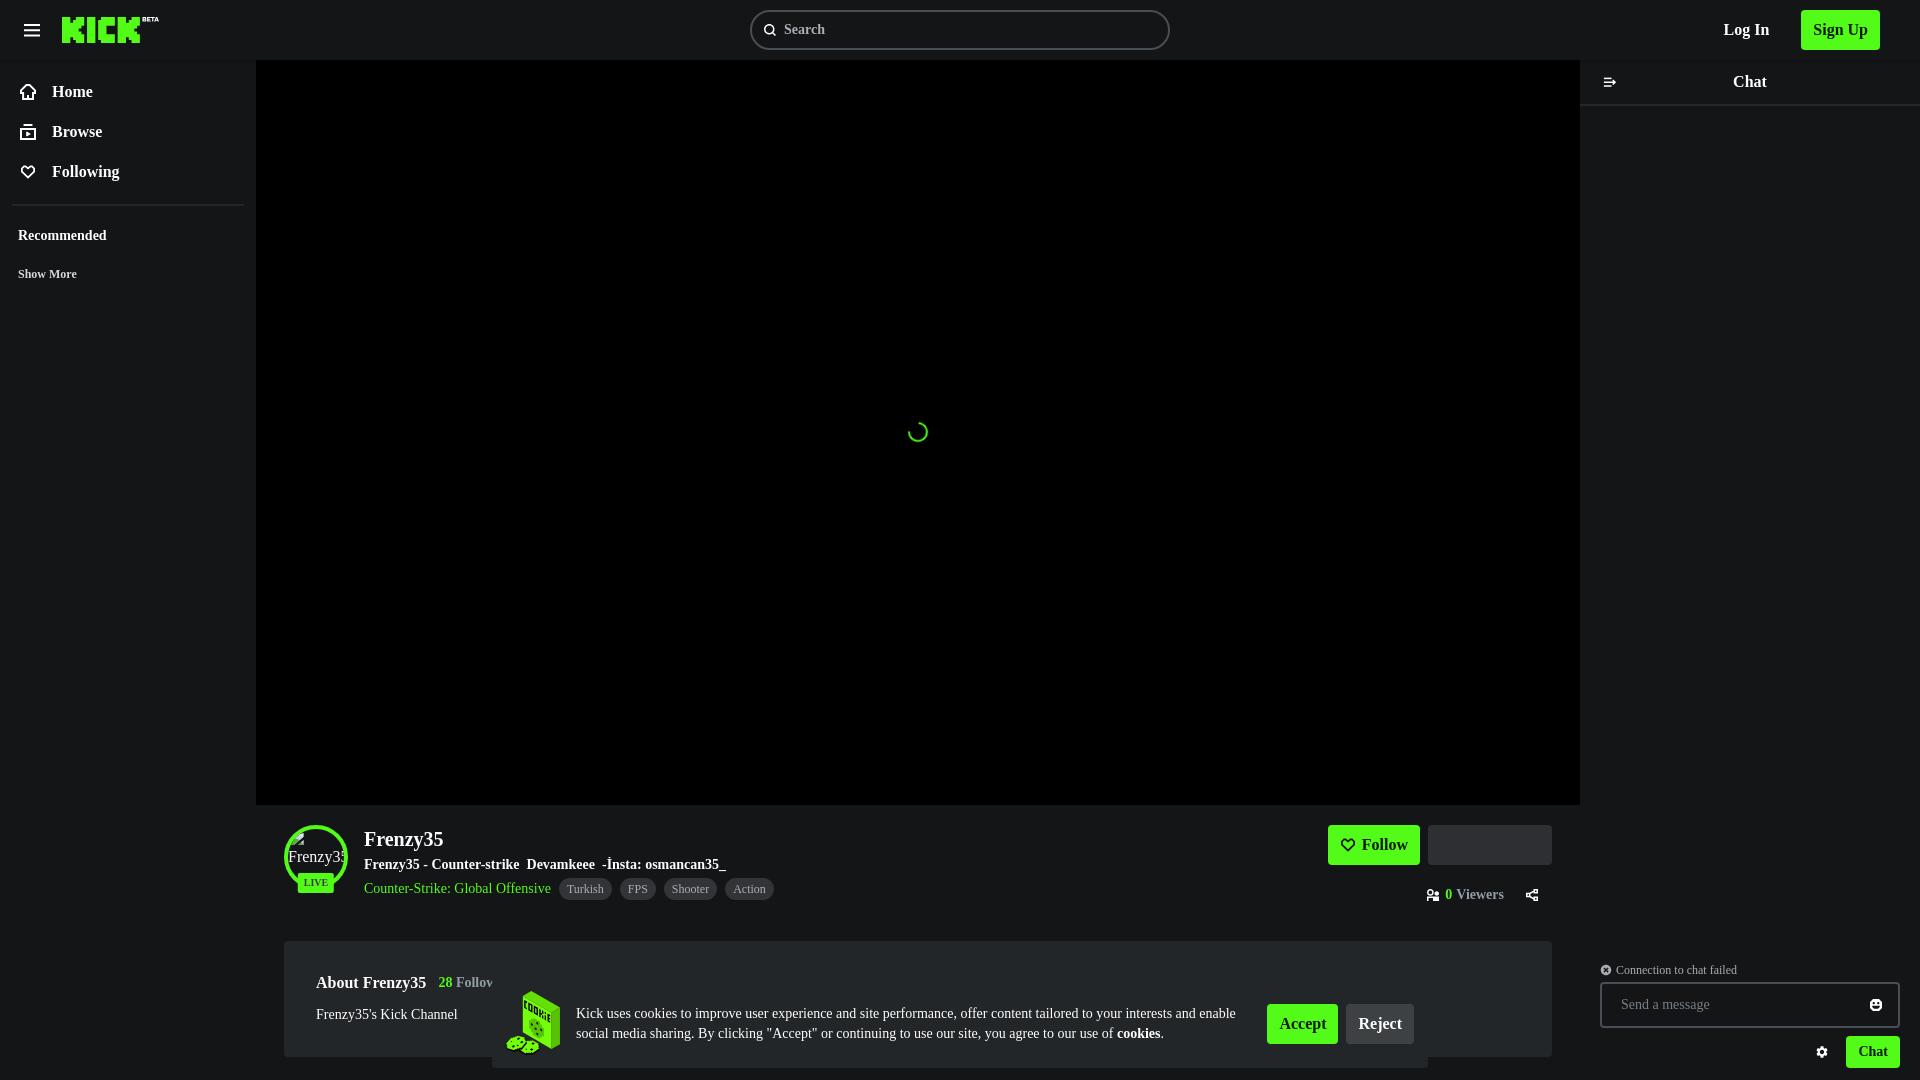 KICK BETA
Search
Log In
Sign Up
Home
Browse
Following
Recommended
Show More
Chat
Frenzy35
LIVE
Frenzy35
Frenzy35 - Counter-strike Devamkeee -İnsta: osmancan35_
Counter-Strike: Global Offensive
Turkish
FPS
Shooter
Action
Follow
0 Viewers
About Frenzy35
28 Follow
Frenzy35's Kick Channel
COOKIE
Kick uses cookies to improve user experience and site performance, offer content tailored to your interests and enable
social media sharing. By clicking "Accept" or continuing to use our site, you agree to our use of cookies.
Accept
Reject
Connection to chat failed
Send a message
Chat